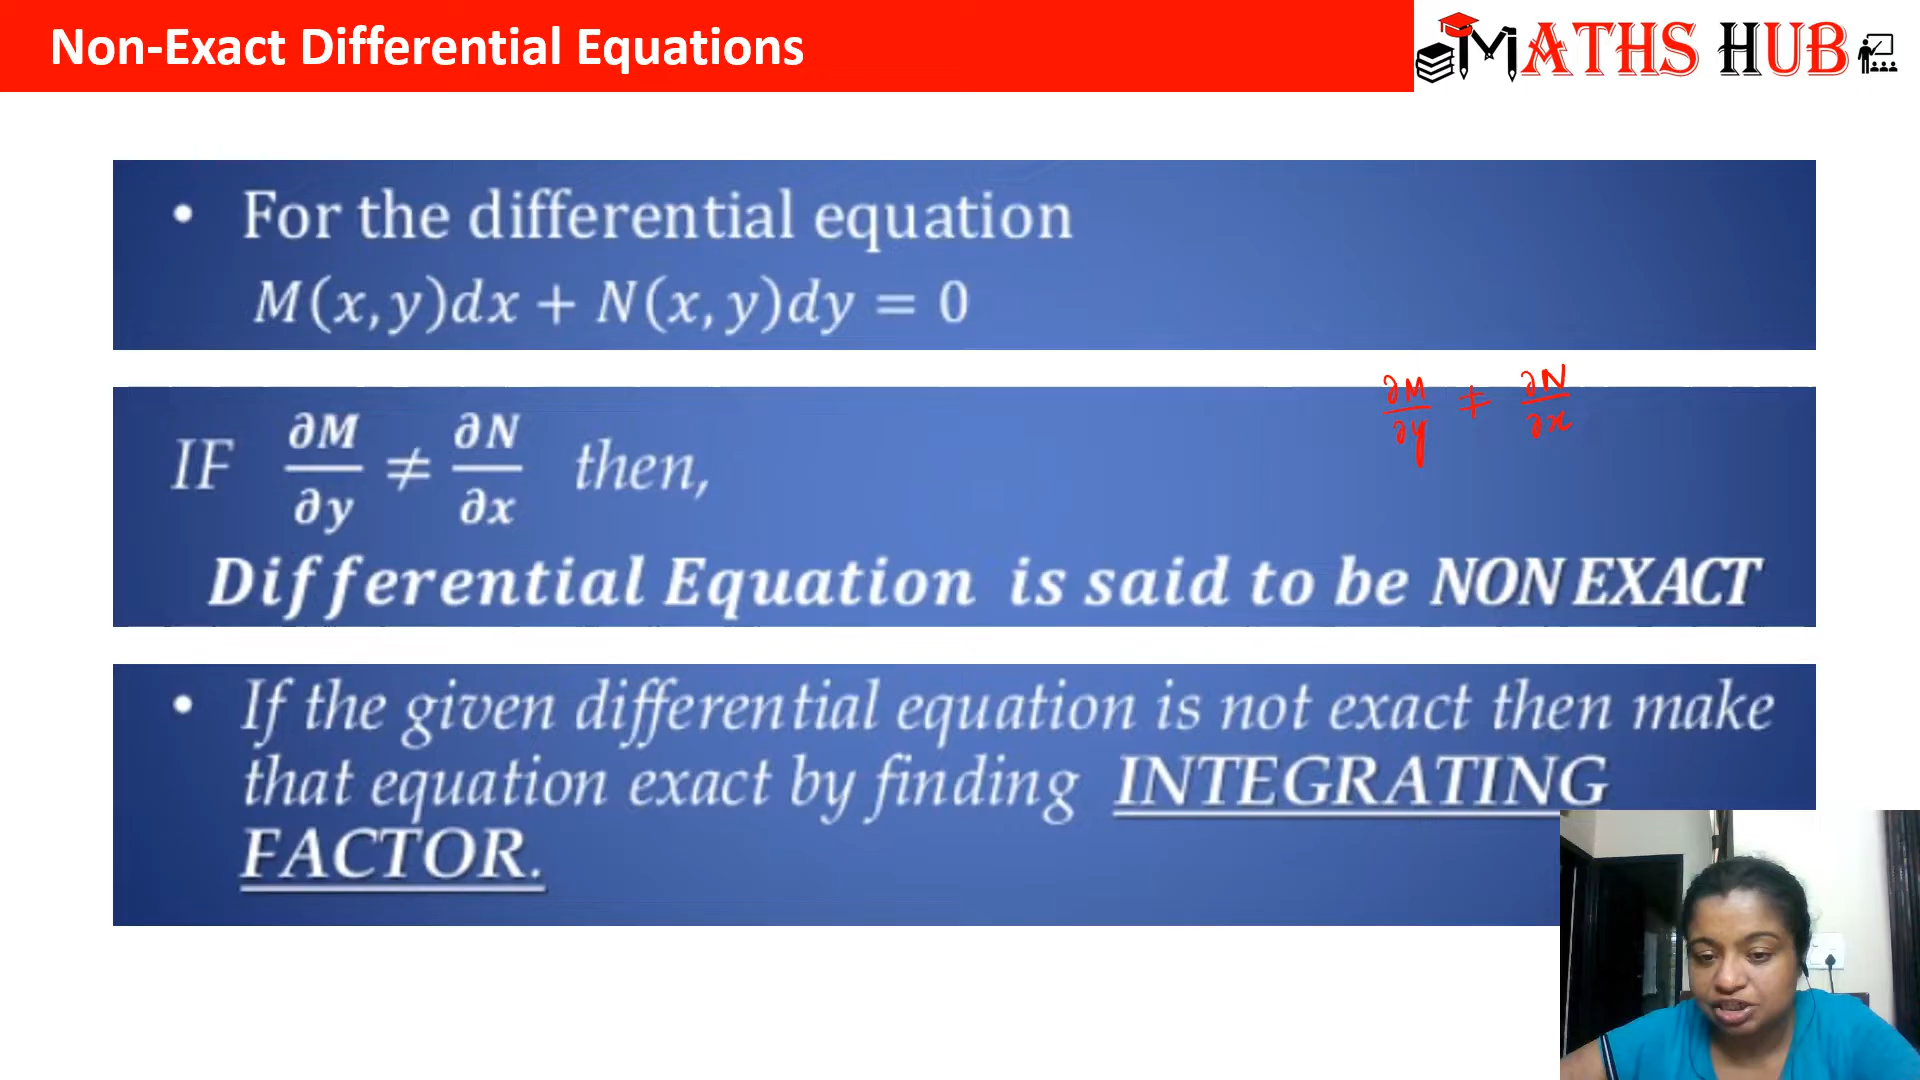 Non-Exact Differential Equations
MATHS HUB
• For the differential equation
M(x, y)dx + N(x, y)dy = 0
∂M/∂y ≠ ∂N/∂x
IF ∂M/∂y ≠ ∂N/∂x then,
Differential Equation is said to be NON EXACT
• If the given differential equation is not exact then make
that equation exact by finding INTEGRATING
FACTOR.